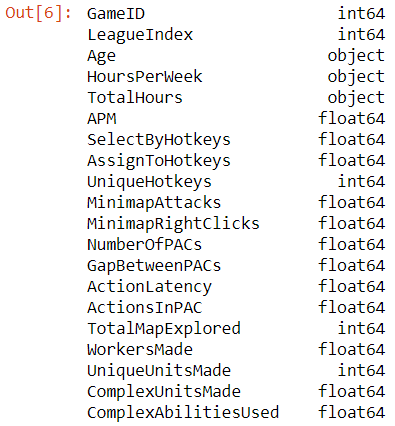 Out[6]: GameID int64
LeagueIndex int64
Age object
HoursPerWeek object
TotalHours object
APM float64
SelectByHotkeys float64
AssignToHotkeys float64
UniqueHotkeys int64
MinimapAttacks float64
MinimapRightClicks float64
NumberOfPACs float64
GapBetweenPACs float64
ActionLatency float64
ActionsInPAC float64
TotalMapExplored int64
WorkersMade float64
UniqueUnitsMade int64
ComplexUnitsMade float64
ComplexAbilitiesUsed float64